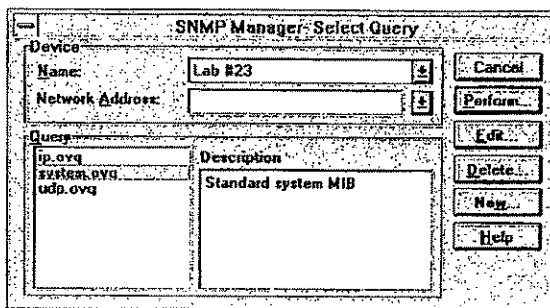 SNMP Manager- Select Query
Device
Name:
Lab #23
Network Address:
Cancel
Perform...
Edit...
Delete...
New...
Help
Query
ip.ovq
system.ovq
udp.ovq
Description
Standard system MIB